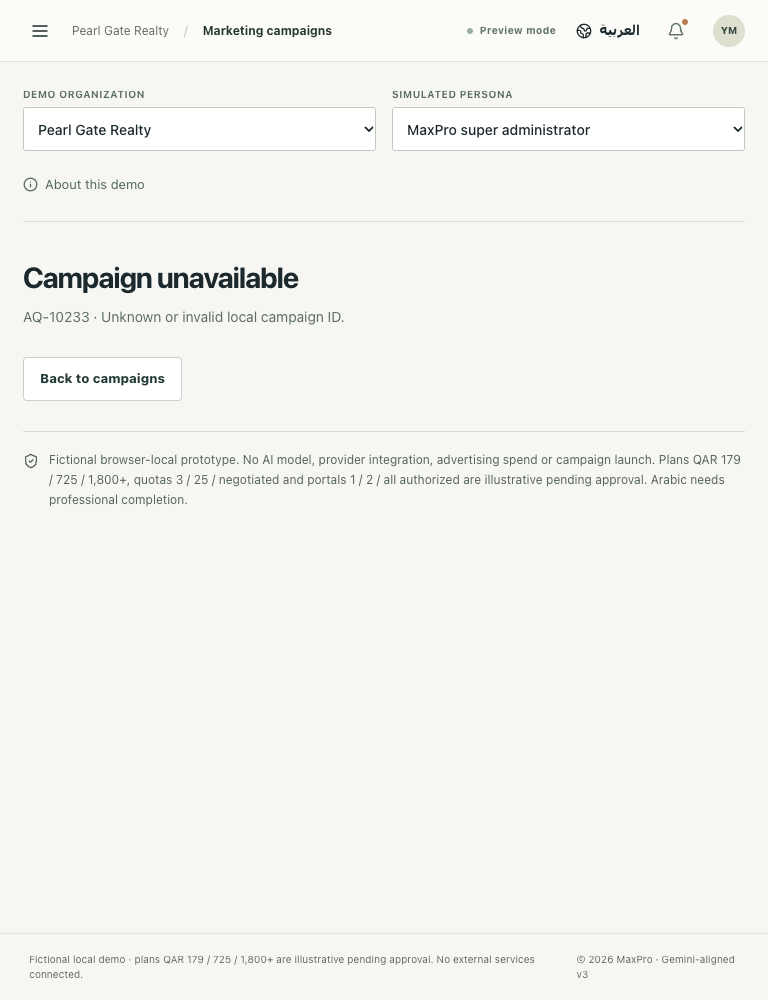 Pearl Gate Realty / Marketing campaigns
Preview mode
العربية
YM
DEMO ORGANIZATION
Pearl Gate Realty
SIMULATED PERSONA
MaxPro super administrator
About this demo
Campaign unavailable
AQ-10233 · Unknown or invalid local campaign ID.
Back to campaigns
Fictional browser-local prototype. No AI model, provider integration, advertising spend or campaign launch. Plans QAR 179
/ 725 / 1,800+, quotas 3 / 25 / negotiated and portals 1 / 2 / all authorized are illustrative pending approval. Arabic needs
professional completion.
Fictional local demo · plans QAR 179 / 725 / 1,800+ are illustrative pending approval. No external services
connected.
© 2026 MaxPro · Gemini-aligned
v3